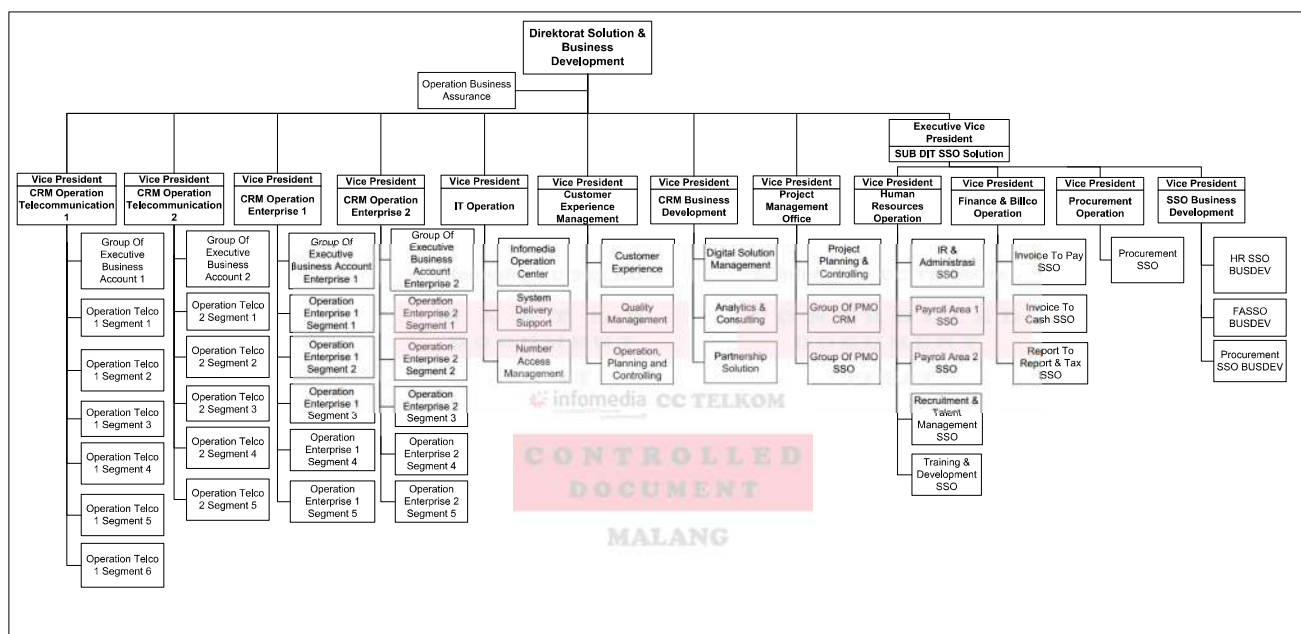 Direktorat Solution &
Business
Development
Operation Business
Assurance
Executive Vice
President
SUB DIT SSO Solution
Vice President
CRM Operation
Telecommunication
1
Vice President
CRM Operation
Telecommunication
2
Vice President
CRM Operation
Enterprise 1
Vice President
CRM Operation
Enterprise 2
Vice President
IT Operation
Vice President
Customer
Experience
Management
Vice President
CRM Business
Development
Vice President
Project
Management
Office
Vice President
Human
Resources
Operation
Vice President
Finance & Billco
Operation
Vice President
Procurement
Operation
Vice President
SSO Business
Development
Group Of
Executive
Business
Account 1
Operation Telco
1 Segment 1
Operation Telco
1 Segment 2
Operation Telco
1 Segment 3
Operation Telco
1 Segment 4
Operation Telco
1 Segment 5
Operation Telco
1 Segment 6
Group Of
Executive
Business
Account 2
Operation Telco
2 Segment 1
Operation Telco
2 Segment 2
Operation Telco
2 Segment 3
Operation Telco
2 Segment 4
Operation Telco
2 Segment 5
Group Of
Executive
Business Account
Enterprise 1
Operation
Enterprise 1
Segment 1
Operation
Enterprise 1
Segment 2
Operation
Enterprise 1
Segment 3
Operation
Enterprise 1
Segment 4
Operation
Enterprise 1
Segment 5
Group Of
Executive
Business
Account
Enterprise 2
Operation
Enterprise 2
Segment 1
Operation
Enterprise 2
Segment 2
Operation
Enterprise 2
Segment 3
Operation
Enterprise 2
Segment 4
Operation
Enterprise 2
Segment 5
Infomedia
Operation
Center
System
Delivery
Support
Number
Access
Management
Customer
Experience
Quality
Management
Operation,
Planning and
Controlling
Digital Solution
Management
Analytics &
Consulting
Partnership
Solution
Project
Planning &
Controlling
Group Of PMO
CRM
Group Of PMO
SSO
IR &
Administrasi
SSO
Payroll Area 1
SSO
Payroll Area 2
SSO
Recruitment &
Talent
Management
SSO
Training &
Development
SSO
Invoice To Pay
SSO
Invoice To
Cash SSO
Report To
Report & Tax
SSO
Procurement
SSO
HR SSO
BUSDEV
FASSO
BUSDEV
Procurement
SSO BUSDEV
infomedia CC TELKOM
CONTROLLED
DOCUMENT
MALANG